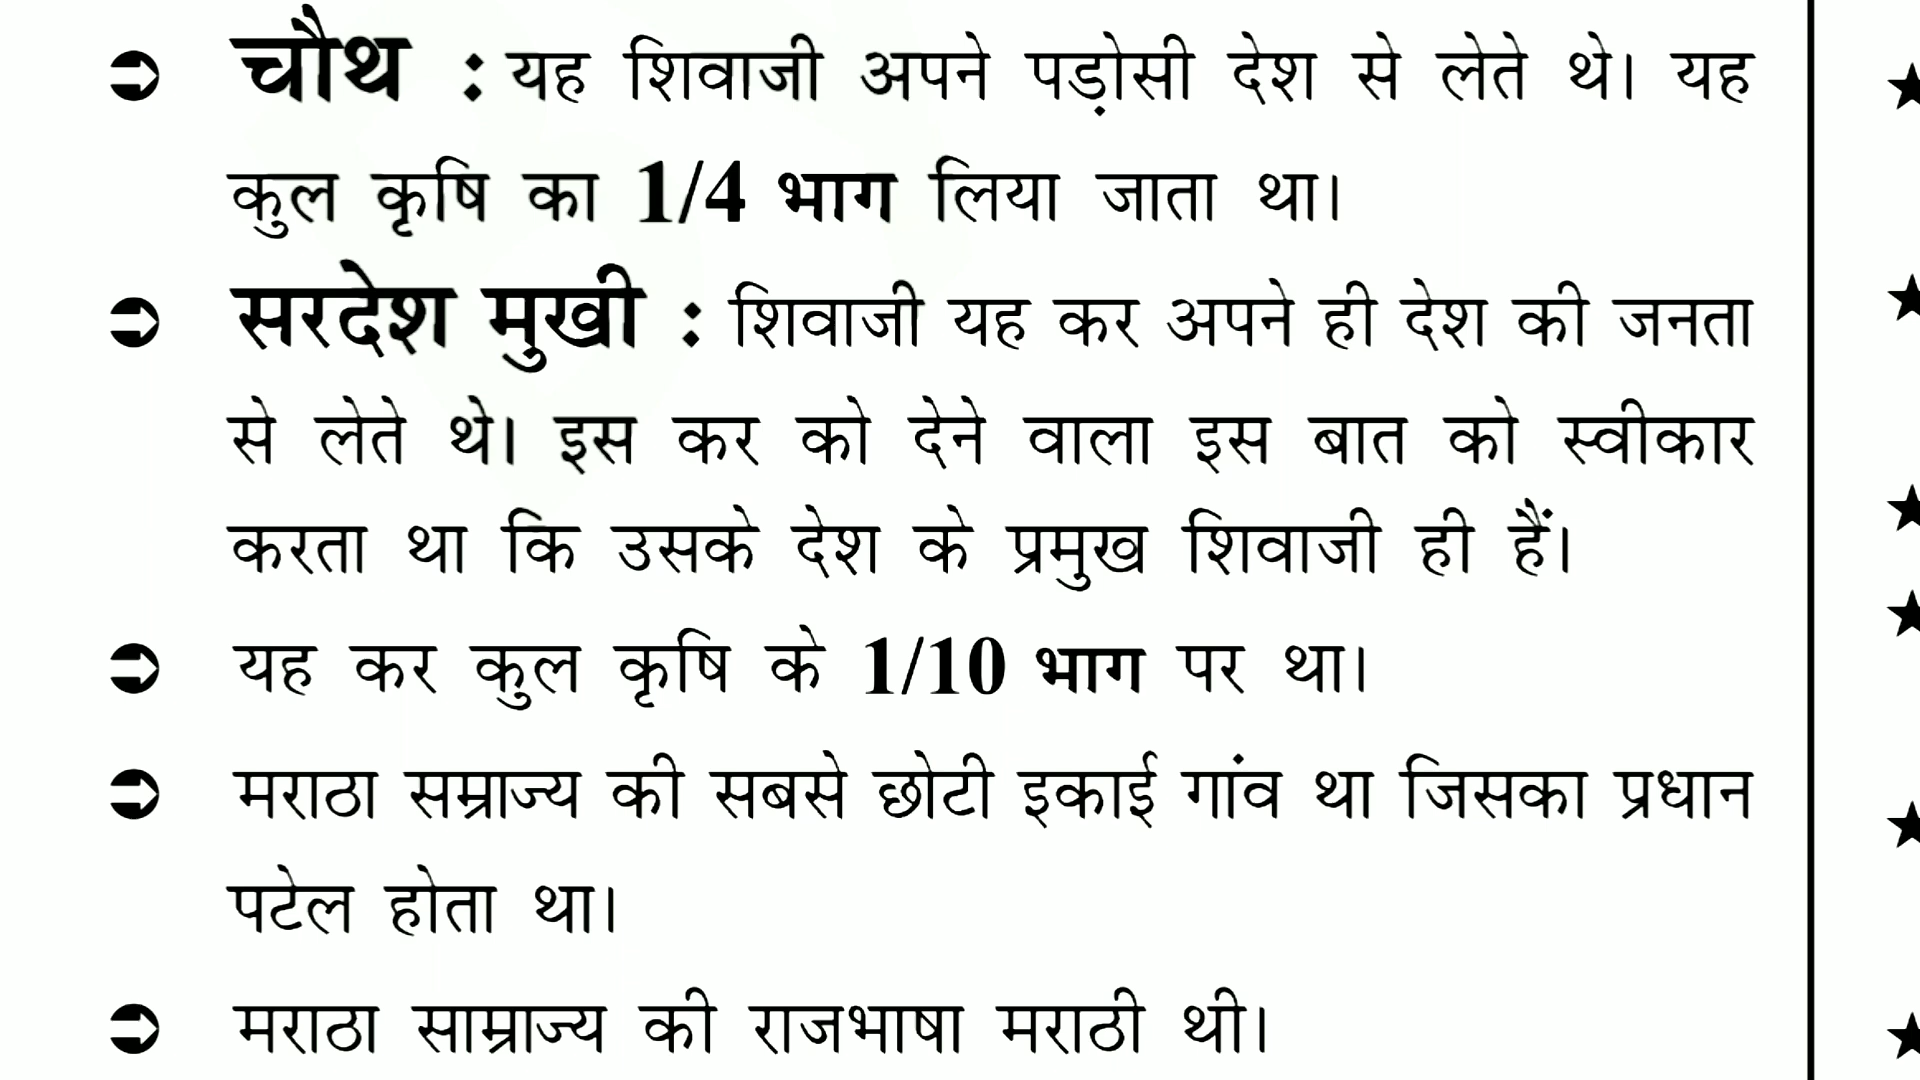 ➲ चौथ : यह शिवाजी अपने पड़ोसी देश से लेते थे। यह
कुल कृषि का 1/4 भाग लिया जाता था।
➲ सरदेश मुखी : शिवाजी यह कर अपने ही देश की जनता
से लेते थे। इस कर को देने वाला इस बात को स्वीकार
करता था कि उसके देश के प्रमुख शिवाजी ही हैं।
➲ यह कर कुल कृषि के 1/10 भाग पर था।
➲ मराठा सम्राज्य की सबसे छोटी इकाई गांव था जिसका प्रधान
पटेल होता था।
➲ मराठा साम्राज्य की राजभाषा मराठी थी।